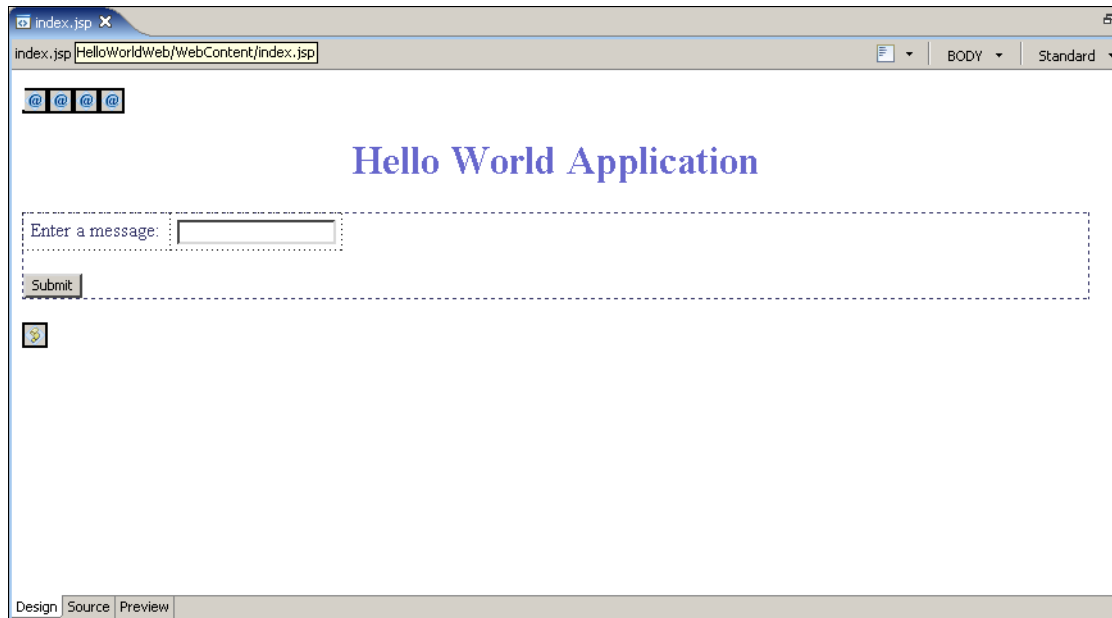 index.jsp
index.jsp HelloWorldWeb/WebContent/index.jsp BODY Standard
@ @ @ @
Hello World Application
Enter a message:
Submit
Design Source Preview